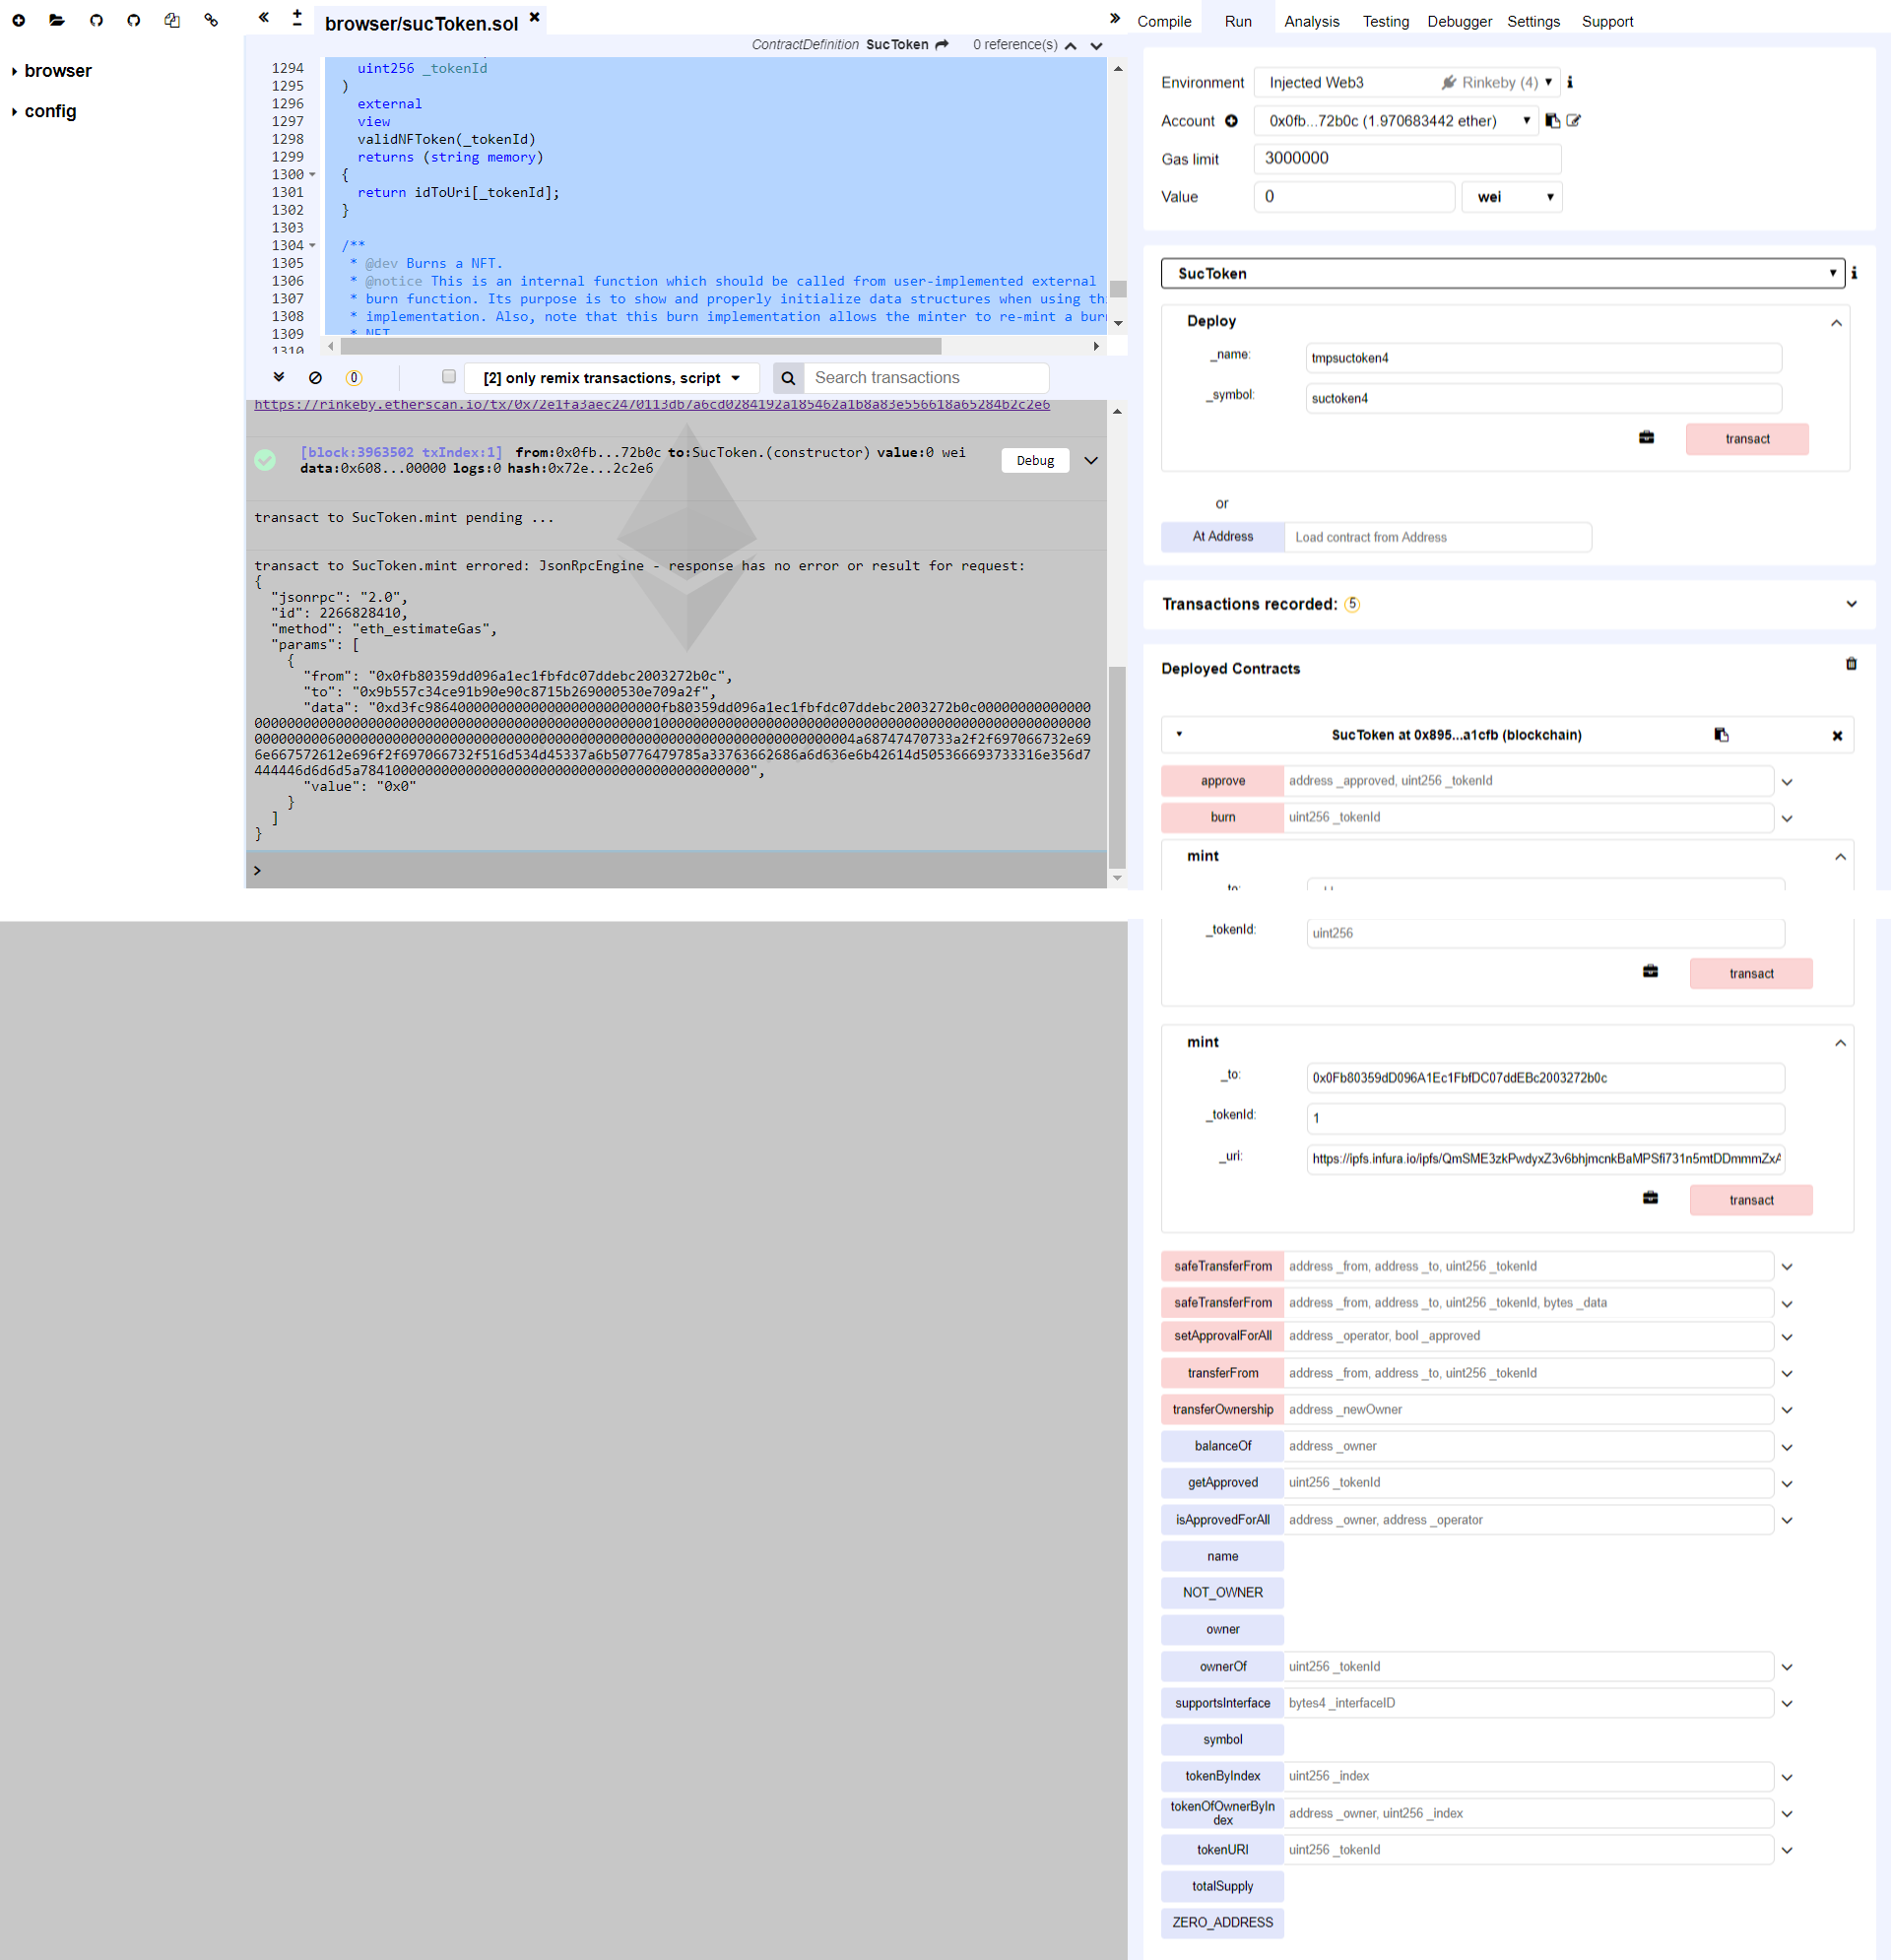 browser/sucToken.sol
Compile Run Analysis Testing Debugger Settings Support
browser
config
ContractDefinition SucToken 0 reference(s)
1294 uint256 _tokenId
1295 )
1296 external
1297 view
1298 validNFToken(_tokenId)
1299 returns (string memory)
1300 {
1301 return idToUri[_tokenId];
1302 }
1303
1304 /**
1305 * @dev Burns a NFT.
1306 * @notice This is an internal function which should be called from user-implemented external
1307 * burn function. Its purpose is to show and properly initialize data structures when using th
1308 * implementation. Also, note that this burn implementation allows the minter to re-mint a bur
1309 * NFT.
1310
0
[2] only remix transactions, script
Search transactions
https://rinkeby.etherscan.io/tx/0x72e1fa3aec2470113db7a6cd0284192a185462a1b8a83e556618a65284b2c2e6
[block:3963502 txIndex:1] from:0x0fb...72b0c to:SucToken.(constructor) value:0 wei
data:0x608...00000 logs:0 hash:0x72e...2c2e6
Debug
transact to SucToken.mint pending ...
transact to SucToken.mint errored: JsonRpcEngine - response has no error or result for request:
{
"jsonrpc": "2.0",
"id": 2266828410,
"method": "eth_estimateGas",
"params": [
{
"from": "0x0fb80359dd096a1ec1fbfdc07ddebc2003272b0c",
"to": "0x9b557c34ce91b90e90c8715b269000530e709a2f",
"value": "0x0"
}
]
}
>
Environment Injected Web3 Rinkeby (4)
Account 0x0fb...72b0c (1.970683442 ether)
Gas limit 3000000
Value 0 wei
SucToken
Deploy
_name: tmpsuctoken4
_symbol: suctoken4
transact
or
At Address Load contract from Address
Transactions recorded: 5
Deployed Contracts
SucToken at 0x895...a1cfb (blockchain)
approve address _approved, uint256 _tokenId
burn uint256 _tokenId
mint
_tokenId: uint256
transact
mint
_to: 0x0Fb80359dD096A1Ec1FbfDC07ddEBc2003272b0c
_tokenId: 1
_uri: https://ipfs.infura.io/ipfs/QmSME3zkPwdyxZ3v6bhjmcnkBaMPSfi731n5mtDDmmmZxA
transact
safeTransferFrom address _from, address _to, uint256 _tokenId
safeTransferFrom address _from, address _to, uint256 _tokenId, bytes _data
setApprovalForAll address _operator, bool _approved
transferFrom address _from, address _to, uint256 _tokenId
transferOwnership address _newOwner
balanceOf address _owner
getApproved uint256 _tokenId
isApprovedForAll address _owner, address _operator
name
NOT_OWNER
owner
ownerOf uint256 _tokenId
supportsInterface bytes4 _interfaceID
symbol
tokenByIndex uint256 _index
tokenOfOwnerByIn
dex
address _owner, uint256 _index
tokenURI uint256 _tokenId
totalSupply
ZERO_ADDRESS